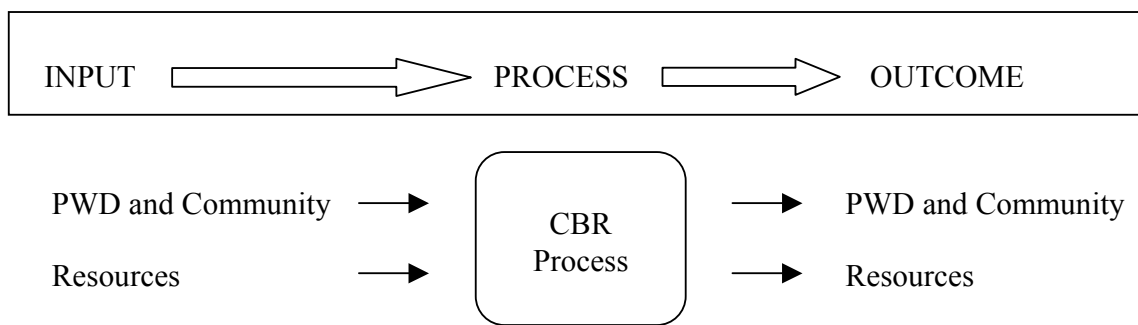 INPUT PROCESS OUTCOME
PWD and Community CBR PWD and Community
Resources Process Resources